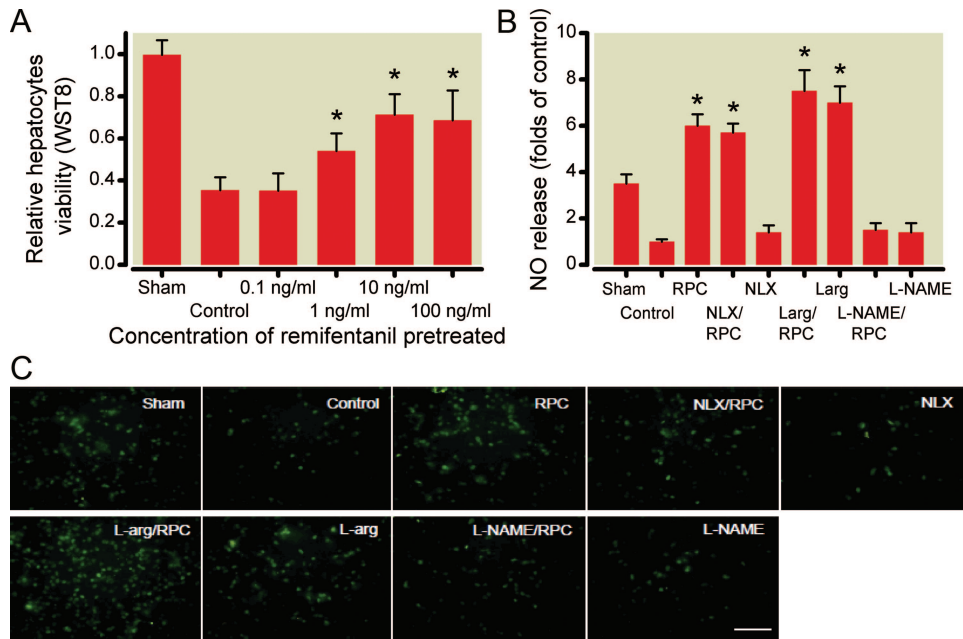 A
Relative hepatocytes
viability (WST8)
1.0
0.8
0.6
0.4
0.2
0.0
* * *
Sham 0.1 ng/ml 10 ng/ml
Control 1 ng/ml 100 ng/ml
Concentration of remifentanil pretreated
B
NO release (folds of control)
10
8
6
4
2
0
* * * *
Sham RPC NLX Larg L-NAME
Control NLX/ Larg/ L-NAME/
RPC RPC RPC
C
Sham Control RPC NLX/RPC NLX
L-arg/RPC L-arg L-NAME/RPC L-NAME